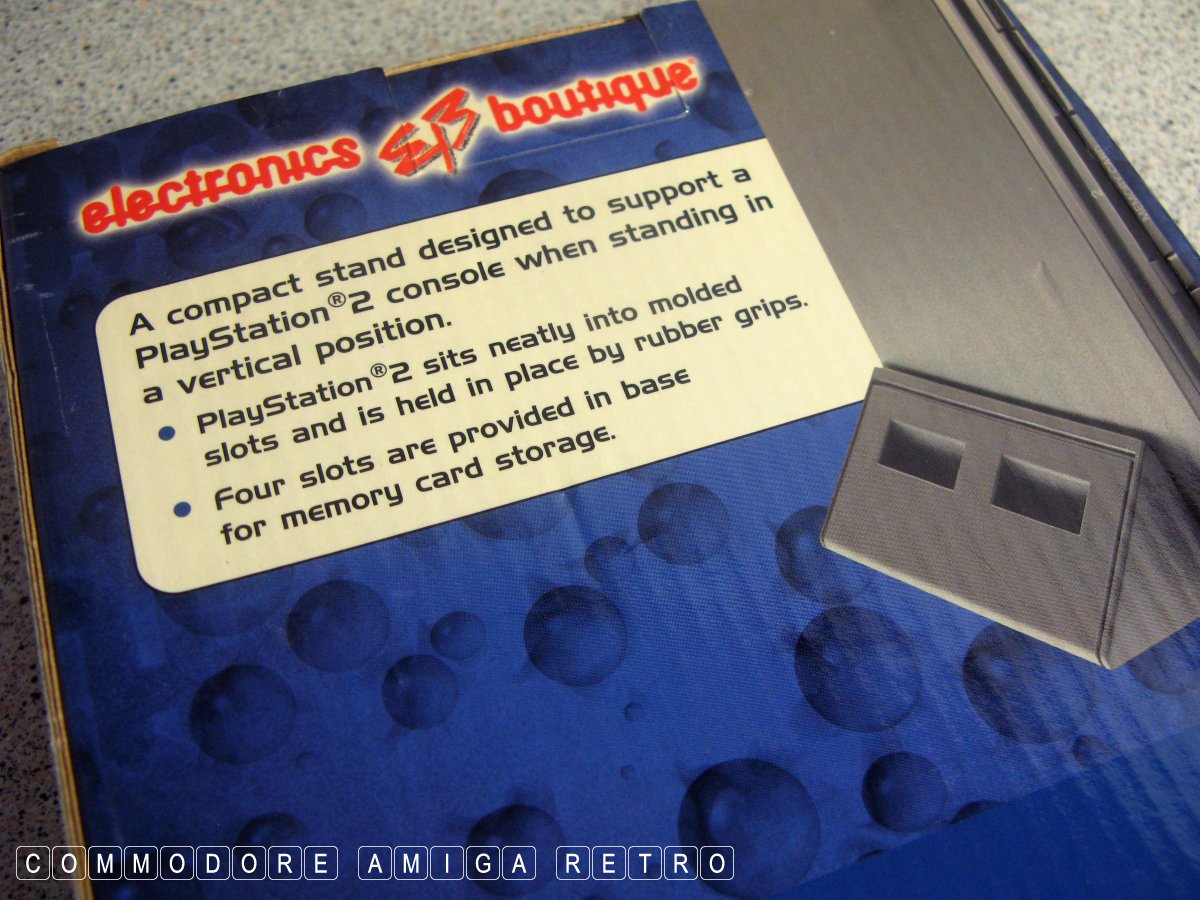 electronics EB boutique
A compact stand designed to support a
PlayStation®2 console when standing in
a vertical position.
• PlayStation®2 sits neatly into molded
slots and is held in place by rubber grips.
• Four slots are provided in base
for memory card storage.
COMMODORE AMIGA RETRO